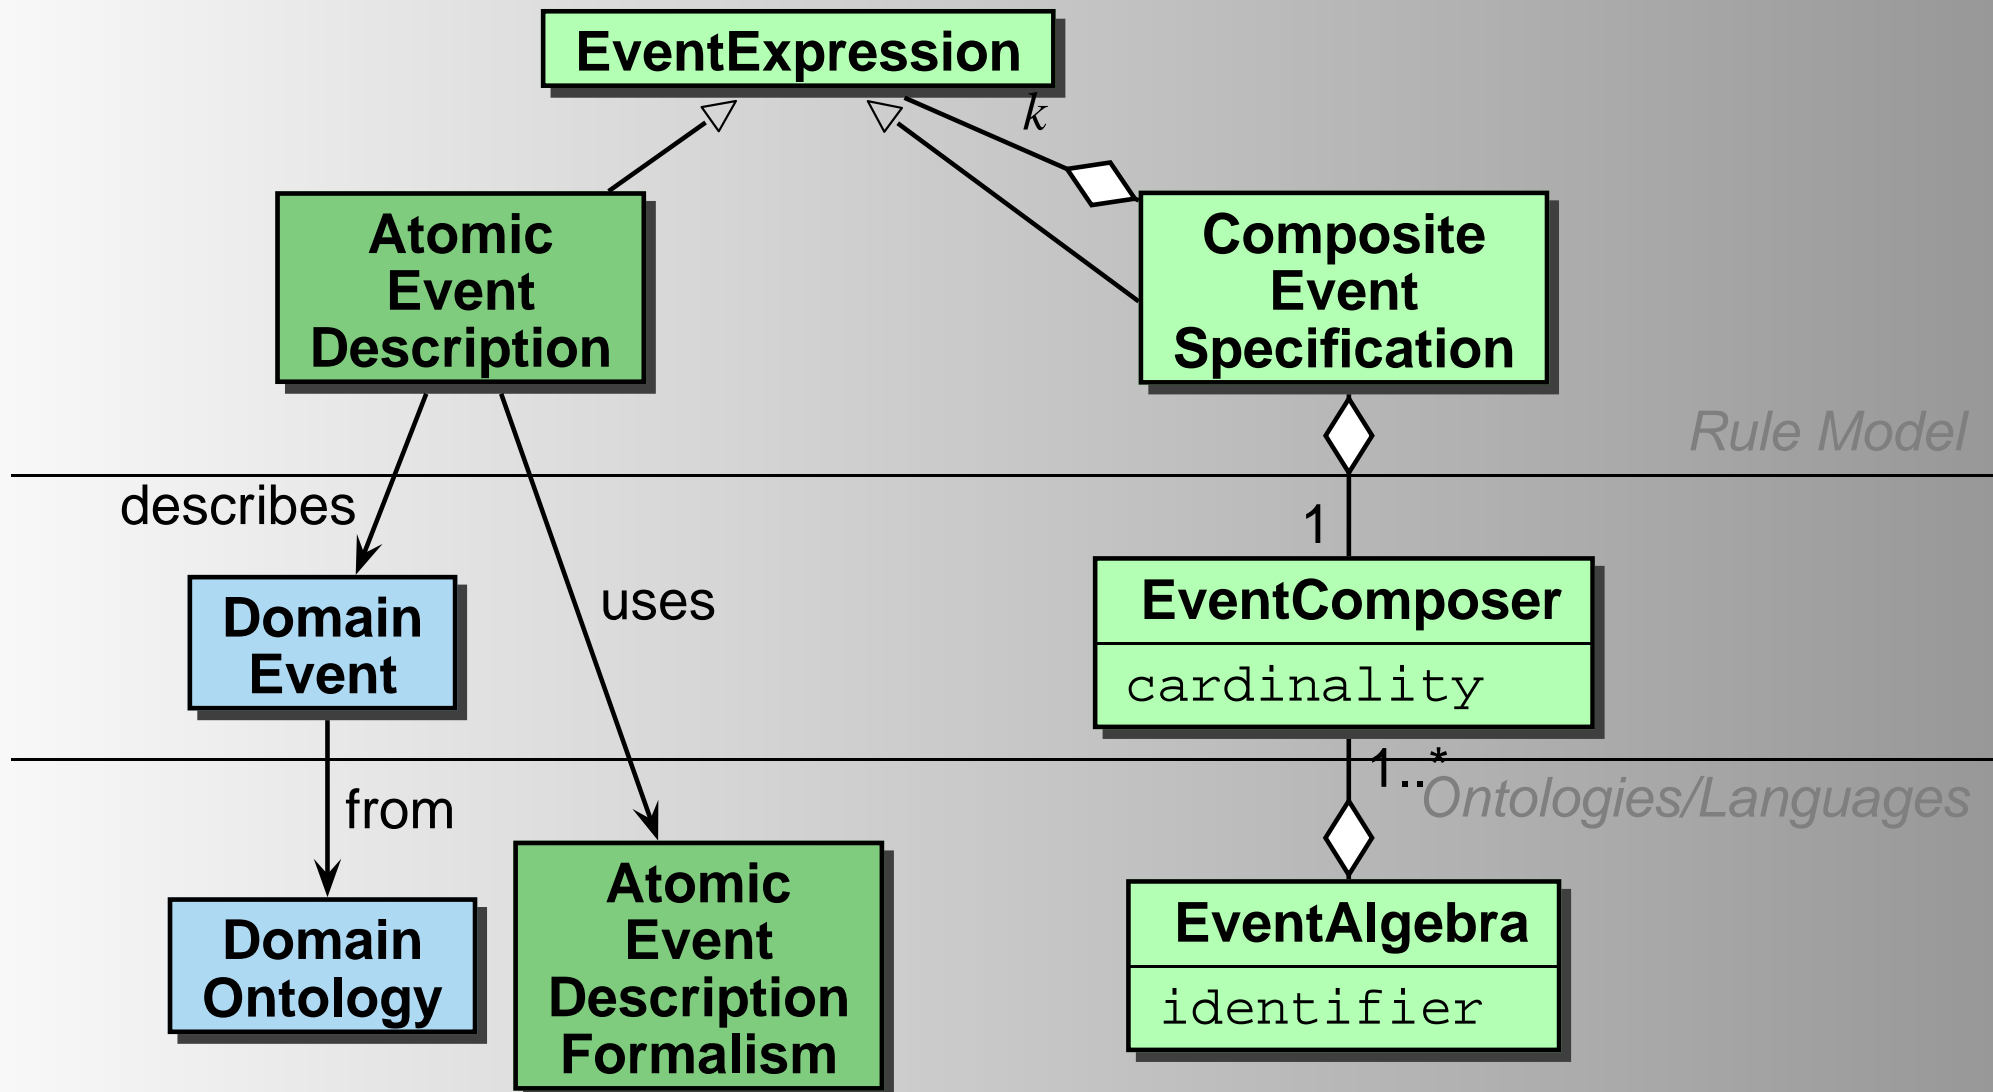 EventExpression
k
Atomic
Event
Description
Composite
Event
Specification
Rule Model
describes
1
uses
Domain
Event
EventComposer
cardinality
1..*
Ontologies/Languages
from
Domain
Ontology
Atomic
Event
Description
Formalism
EventAlgebra
identifier